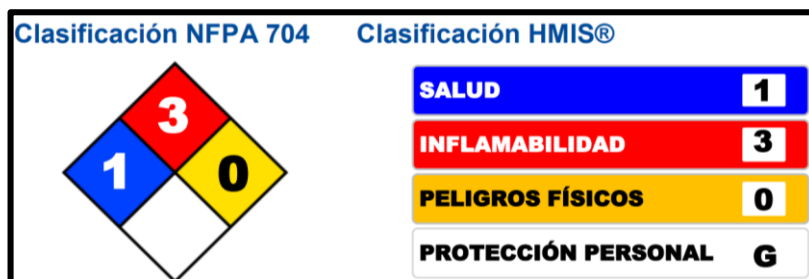 Clasificación NFPA 704 Clasificación HMIS®
3
1 0
SALUD 1
INFLAMABILIDAD 3
PELIGROS FÍSICOS 0
PROTECCIÓN PERSONAL G